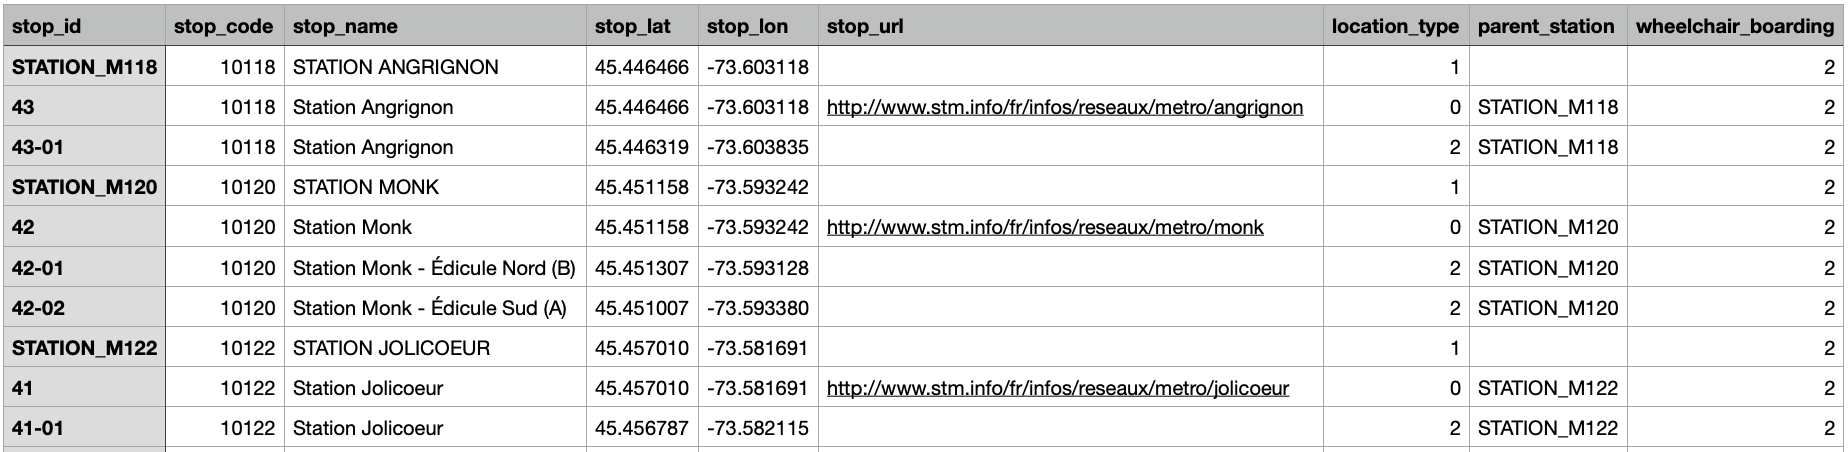 stop_id stop_code stop_name stop_lat stop_lon stop_url location_type parent_station wheelchair_boarding
STATION_M118 10118 STATION ANGRIGNON 45.446466 -73.603118 1 2
43 10118 Station Angrignon 45.446466 -73.603118 http://www.stm.info/fr/infos/reseaux/metro/angrignon 0 STATION_M118 2
43-01 10118 Station Angrignon 45.446319 -73.603835 2 STATION_M118 2
STATION_M120 10120 STATION MONK 45.451158 -73.593242 1 2
42 10120 Station Monk 45.451158 -73.593242 http://www.stm.info/fr/infos/reseaux/metro/monk 0 STATION_M120 2
42-01 10120 Station Monk - Édicule Nord (B) 45.451307 -73.593128 2 STATION_M120 2
42-02 10120 Station Monk - Édicule Sud (A) 45.451007 -73.593380 2 STATION_M120 2
STATION_M122 10122 STATION JOLICOEUR 45.457010 -73.581691 1 2
41 10122 Station Jolicoeur 45.457010 -73.581691 http://www.stm.info/fr/infos/reseaux/metro/jolicoeur 0 STATION_M122 2
41-01 10122 Station Jolicoeur 45.456787 -73.582115 2 STATION_M122 2